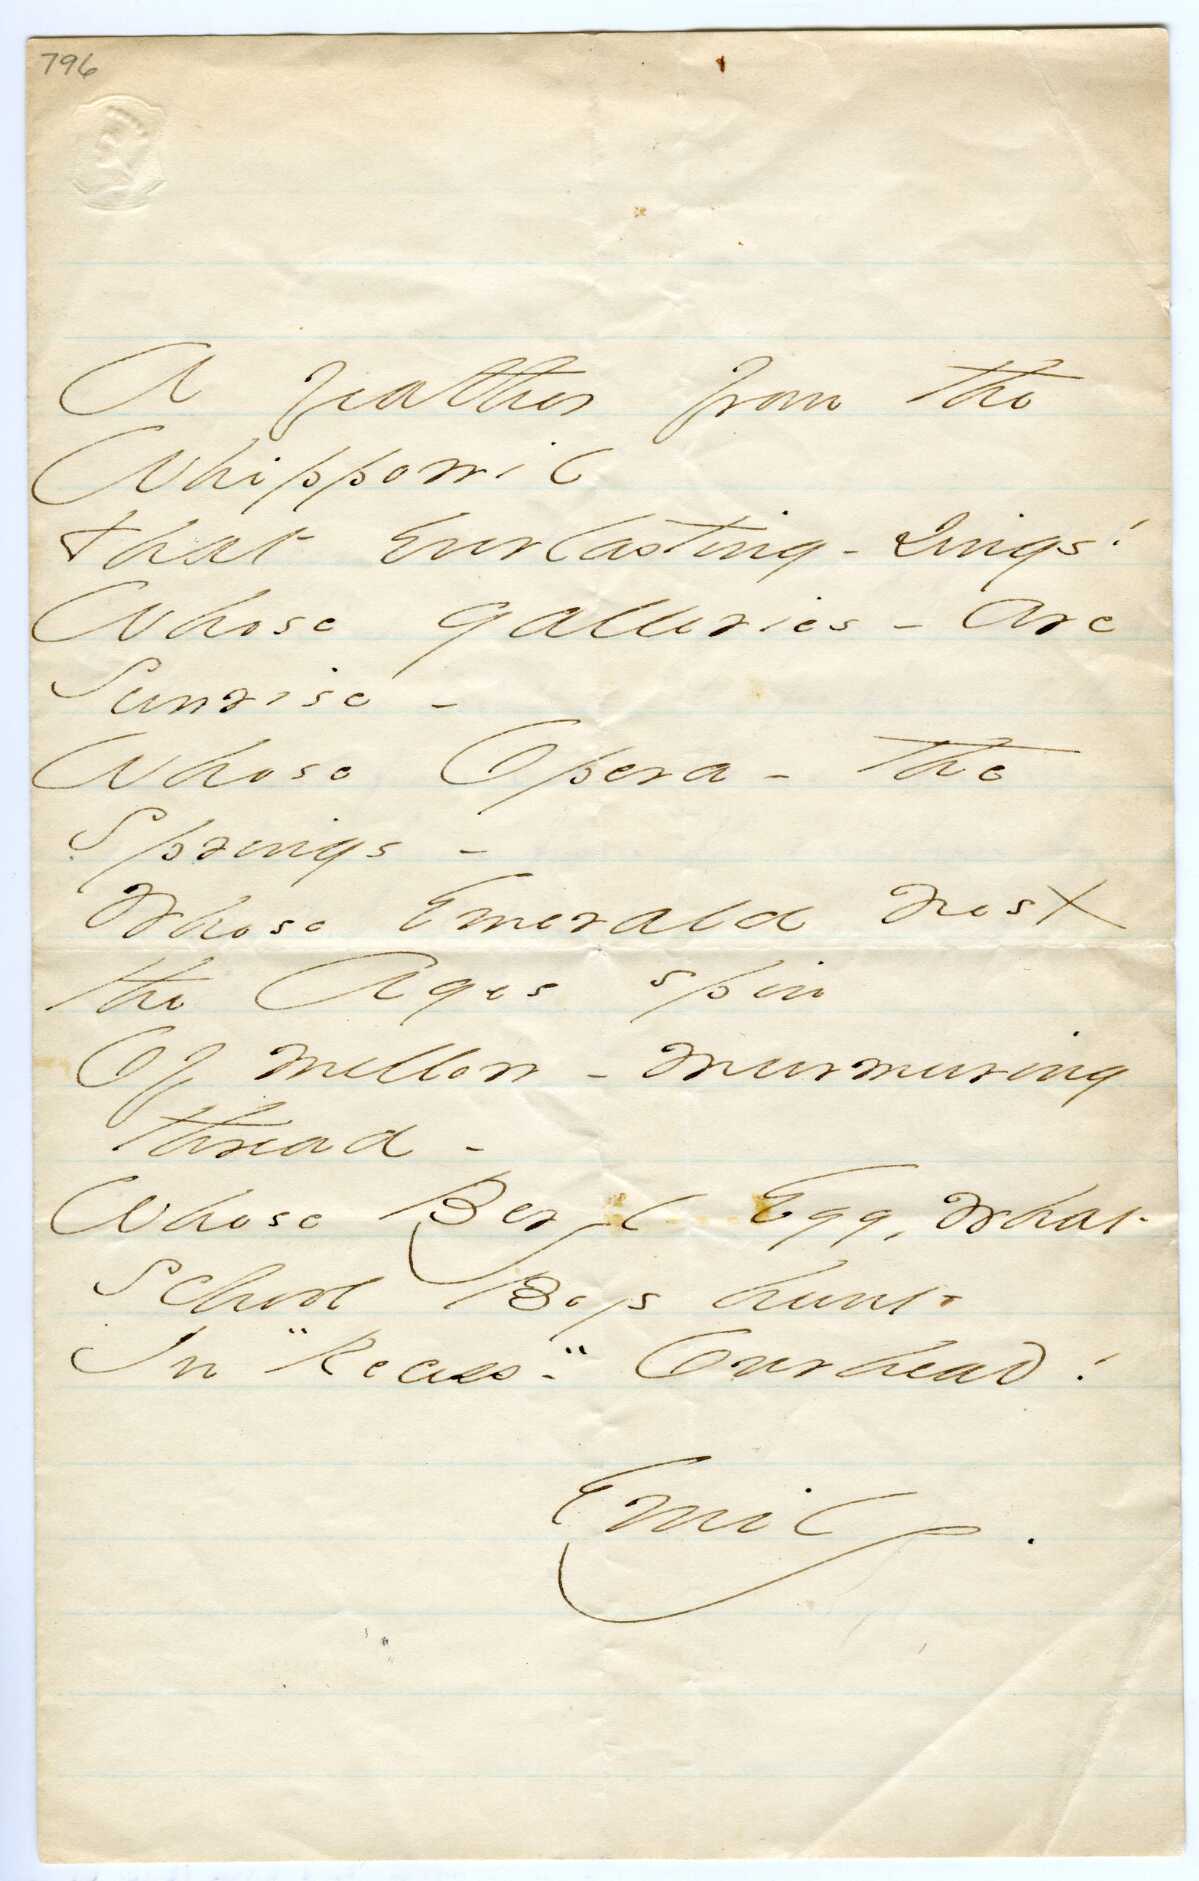 796
A feather from the
Whippowil
that Everlasting - sings!
Whose galleries - are
Sunrise -
Whose Opera - the
Springs -
Whose Emerald Nest
the Ages spin
Of mellow - murmuring
thread -
Whose Beryl Egg, what
School Boys hunt
In "Recess" - Overhead!
Emily.